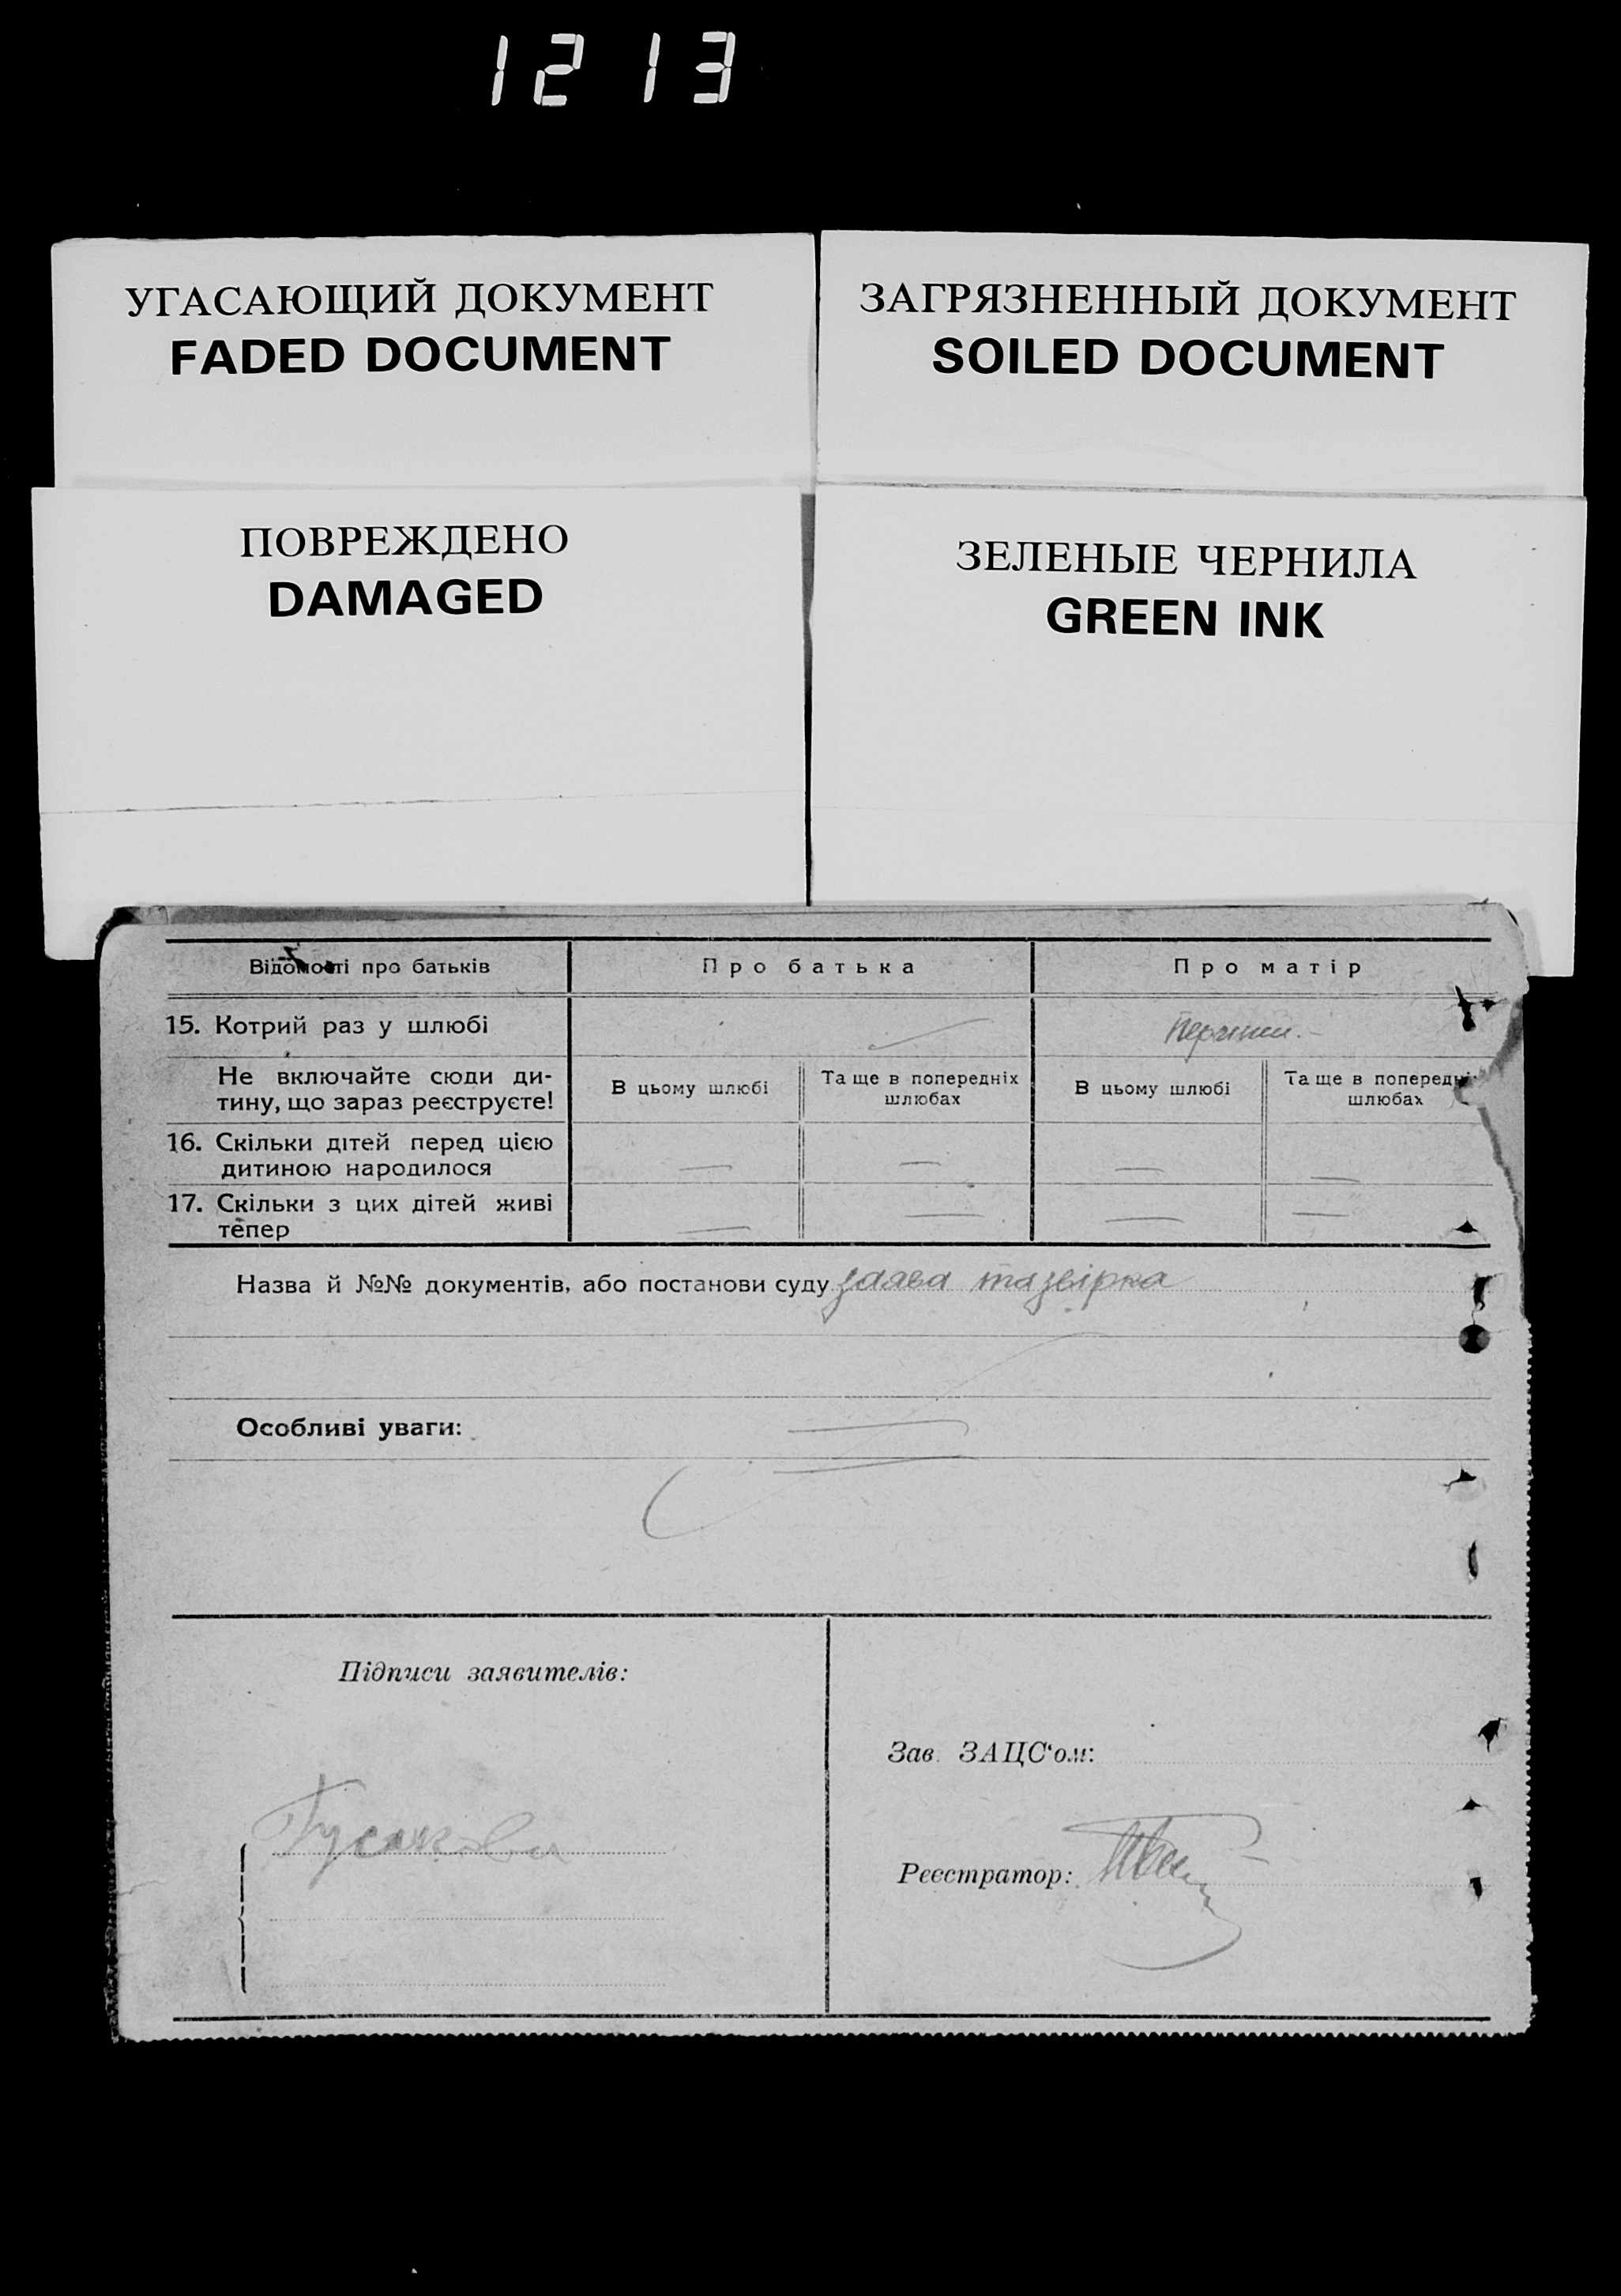 1213
УГАСАЮЩИЙ ДОКУМЕНТ
FADED DOCUMENT
ЗАГРЯЗНЕННЫЙ ДОКУМЕНТ
SOILED DOCUMENT
ПОВРЕЖДЕНО
DAMAGED
ЗЕЛЕНЫЕ ЧЕРНИЛА
GREEN INK
Відомості про батьків
Про батька
Про матір
15. Котрий раз у шлюбі
Не включайте сюди ди-
тину, що зараз реєструєте!
В цьому шлюбі
Та ще в попередніх
шлюбах
В цьому шлюбі
Та ще в попередніх
шлюбах
16. Скільки дітей перед цією
дитиною народилося
17. Скільки з цих дітей живі
тепер
Назва й №№ документів, або постанови суду заява та звірка
Особливі уваги:
Підписи заявителів:
Гусакова
Зав. ЗАЦС‘ом:
Реєстратор: